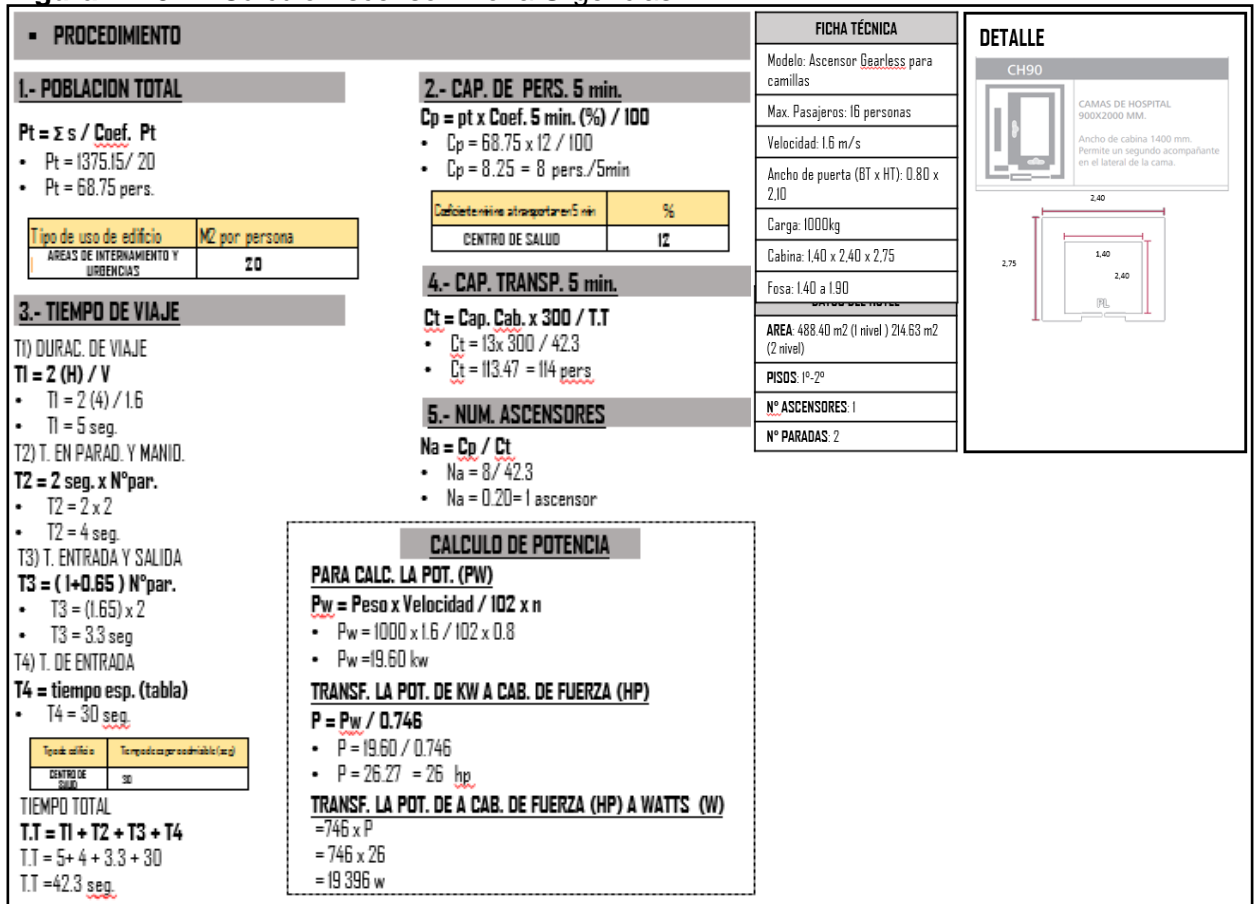 ▪ PROCEDIMIENTO
1.- POBLACION TOTAL
Pt = Σ s / Coef. Pt
• Pt = 1375.15/ 20
• Pt = 68.75 pers.
Tipo de uso de edificio M2 por persona
AREAS DE INTERNAMIENTO Y
URGENCIAS 20
3.- TIEMPO DE VIAJE
T1) DURAC. DE VIAJE
T1 = 2 (H) / V
• T1 = 2 (4) / 1.6
• T1 = 5 seg.
T2) T. EN PARAD. Y MANIO.
T2 = 2 seg. x N°par.
• T2 = 2 x 2
• T2 = 4 seg.
T3) T. ENTRADA Y SALIDA
T3 = ( 1+0.65 ) N°par.
• T3 = (1.65) x 2
• T3 = 3.3 seg
T4) T. DE ENTRADA
T4 = tiempo esp. (tabla)
• T4 = 30 seg.
Tipo de edificio
CENTRO DE
SALUD 30
TIEMPO TOTAL
T.T = T1 + T2 + T3 + T4
T.T = 5+ 4 + 3.3 + 30
T.T =42.3 seg.
2.- CAP. DE PERS. 5 min.
Cp = pt x Coef. 5 min. (%) / 100
• Cp = 68.75 x 12 / 100
• Cp = 8.25 = 8 pers./5min
%
CENTRO DE SALUD 12
4.- CAP. TRANSP. 5 min.
Ct = Cap. Cab. x 300 / T.T
• Ct = 13x 300 / 42.3
• Ct = 113.47 = 114 pers
5.- NUM. ASCENSORES
Na = Cp / Ct
• Na = 8/ 42.3
• Na = 0.20= 1 ascensor
CALCULO DE POTENCIA
PARA CALC. LA POT. (PW)
Pw = Peso x Velocidad / 102 x n
• Pw = 1000 x 1.6 / 102 x 0.8
• Pw =19.60 kw
TRANSF. LA POT. DE KW A CAB. DE FUERZA (HP)
P = Pw / 0.746
• P = 19.60 / 0.746
• P = 26.27 = 26 hp
TRANSF. LA POT. DE A CAB. DE FUERZA (HP) A WATTS (W)
=746 x P
= 746 x 26
= 19 396 w
FICHA TÉCNICA
Modelo: Ascensor Gearless para
camillas
Max. Pasajeros: 16 personas
Velocidad: 1.6 m/s
Ancho de puerta (BT x HT): 0.80 x
2,10
Carga: 1000kg
Cabina: 1,40 x 2,40 x 2,75
Fosa: 1.40 a 1.90
AREA: 488.40 m2 (1 nivel ) 214.63 m2
(2 nivel)
PISOS: 1º-2º
N° ASCENSORES: 1
N° PARADAS: 2
DETALLE
CH90
CAMAS DE HOSPITAL
900X2000 MM.
Ancho de cabina 1400 mm.
Permite un segundo acompañante
en el lateral de la cama.
2,40
2,75
1,40
2,40
PL